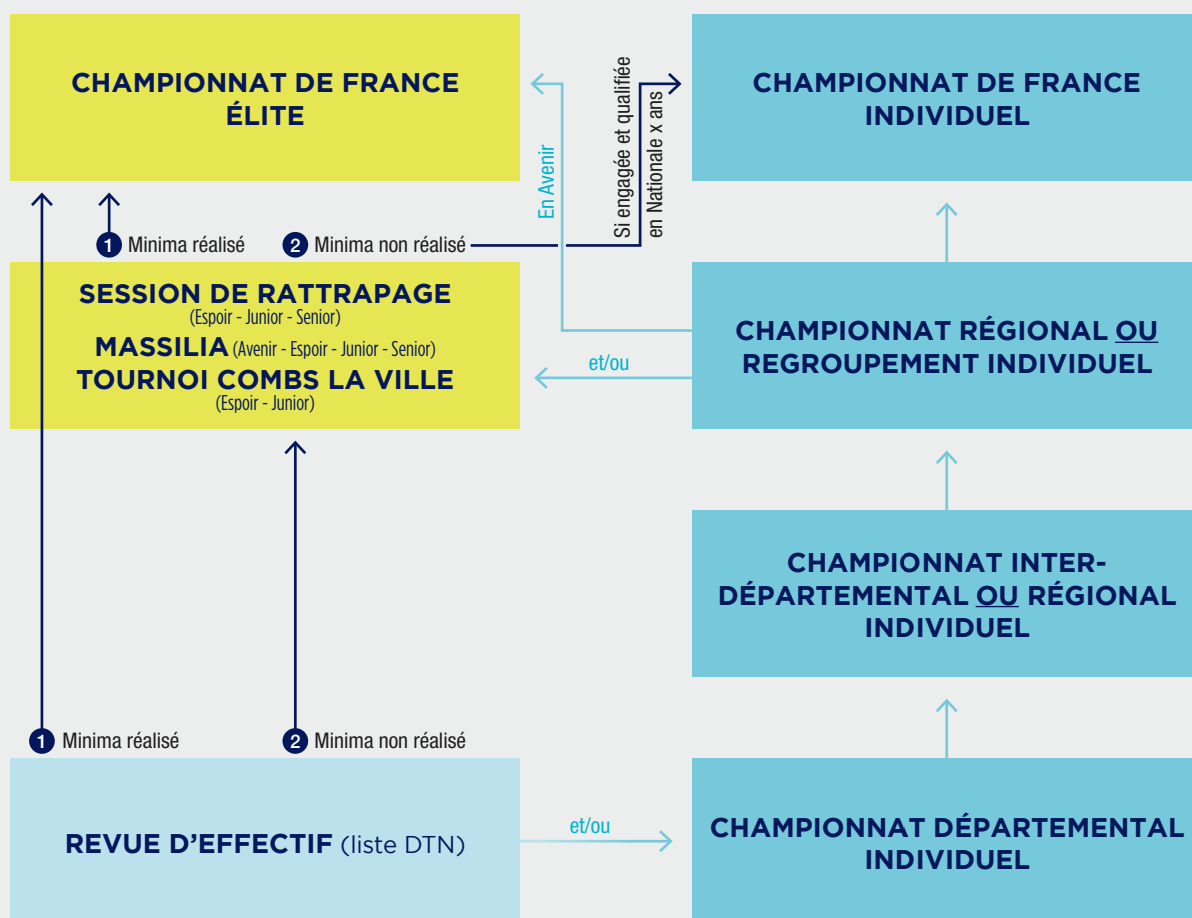 CHAMPIONNAT DE FRANCE
ÉLITE
En Avenir
Si engagée et qualifiée
en Nationale x ans
CHAMPIONNAT DE FRANCE
INDIVIDUEL
1 Minima réalisé
2 Minima non réalisé
SESSION DE RATTRAPAGE
(Espoir - Junior - Senior)
MASSILIA (Avenir - Espoir - Junior - Senior)
TOURNOI COMBS LA VILLE
(Espoir - Junior)
et/ou
CHAMPIONNAT RÉGIONAL OU
REGROUPEMENT INDIVIDUEL
CHAMPIONNAT INTER-
DÉPARTEMENTAL OU RÉGIONAL
INDIVIDUEL
1 Minima réalisé
2 Minima non réalisé
REVUE D'EFFECTIF (liste DTN)
et/ou
CHAMPIONNAT DÉPARTEMENTAL
INDIVIDUEL